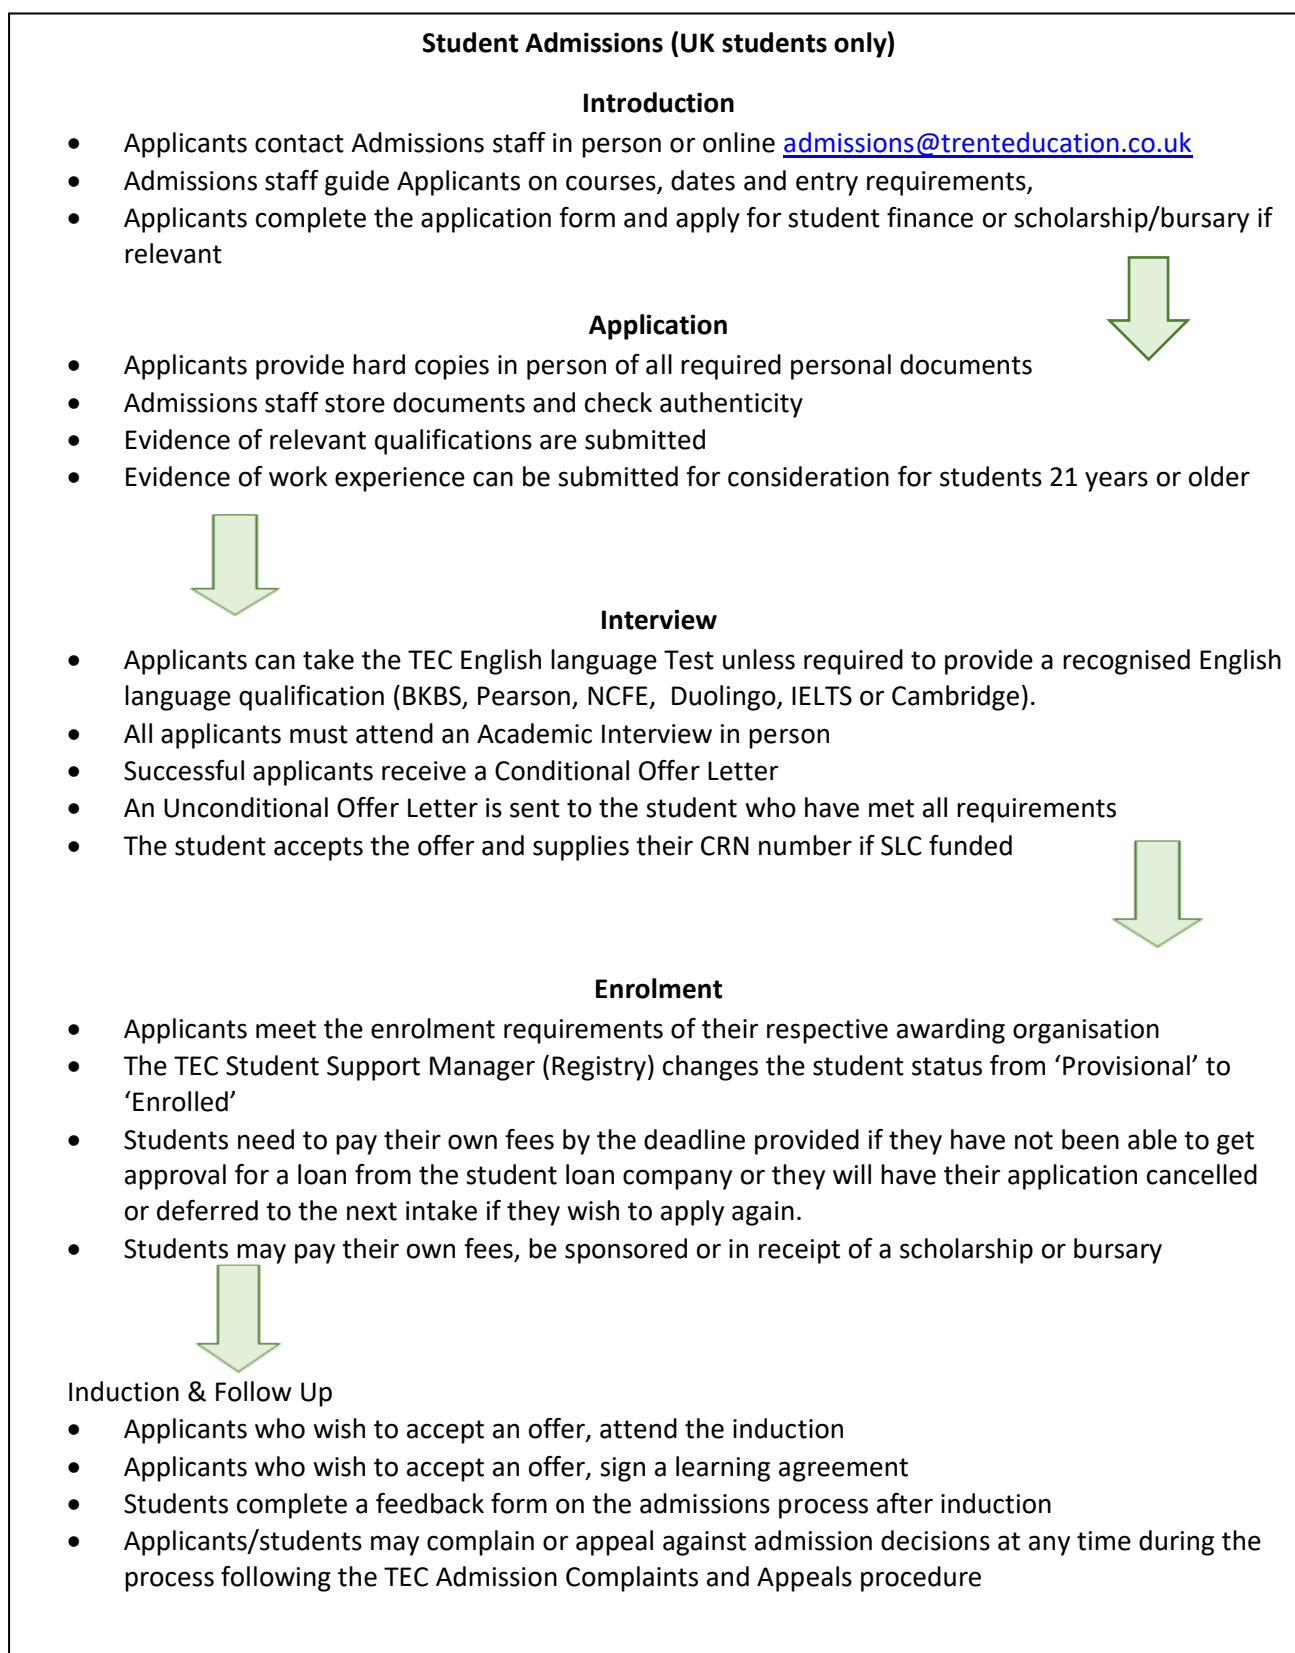 Student Admissions (UK students only)
Introduction
• Applicants contact Admissions staff in person or online admissions@trenteducation.co.uk
• Admissions staff guide Applicants on courses, dates and entry requirements,
• Applicants complete the application form and apply for student finance or scholarship/bursary if
relevant
Application
• Applicants provide hard copies in person of all required personal documents
• Admissions staff store documents and check authenticity
• Evidence of relevant qualifications are submitted
• Evidence of work experience can be submitted for consideration for students 21 years or older
Interview
• Applicants can take the TEC English language Test unless required to provide a recognised English
language qualification (BKBS, Pearson, NCFE,  Duolingo, IELTS or Cambridge).
• All applicants must attend an Academic Interview in person
• Successful applicants receive a Conditional Offer Letter
• An Unconditional Offer Letter is sent to the student who have met all requirements
• The student accepts the offer and supplies their CRN number if SLC funded
Enrolment
• Applicants meet the enrolment requirements of their respective awarding organisation
• The TEC Student Support Manager (Registry) changes the student status from ‘Provisional’ to
‘Enrolled’
• Students need to pay their own fees by the deadline provided if they have not been able to get
approval for a loan from the student loan company or they will have their application cancelled
or deferred to the next intake if they wish to apply again.
• Students may pay their own fees, be sponsored or in receipt of a scholarship or bursary
Induction & Follow Up
• Applicants who wish to accept an offer, attend the induction
• Applicants who wish to accept an offer, sign a learning agreement
• Students complete a feedback form on the admissions process after induction
• Applicants/students may complain or appeal against admission decisions at any time during the
process following the TEC Admission Complaints and Appeals procedure